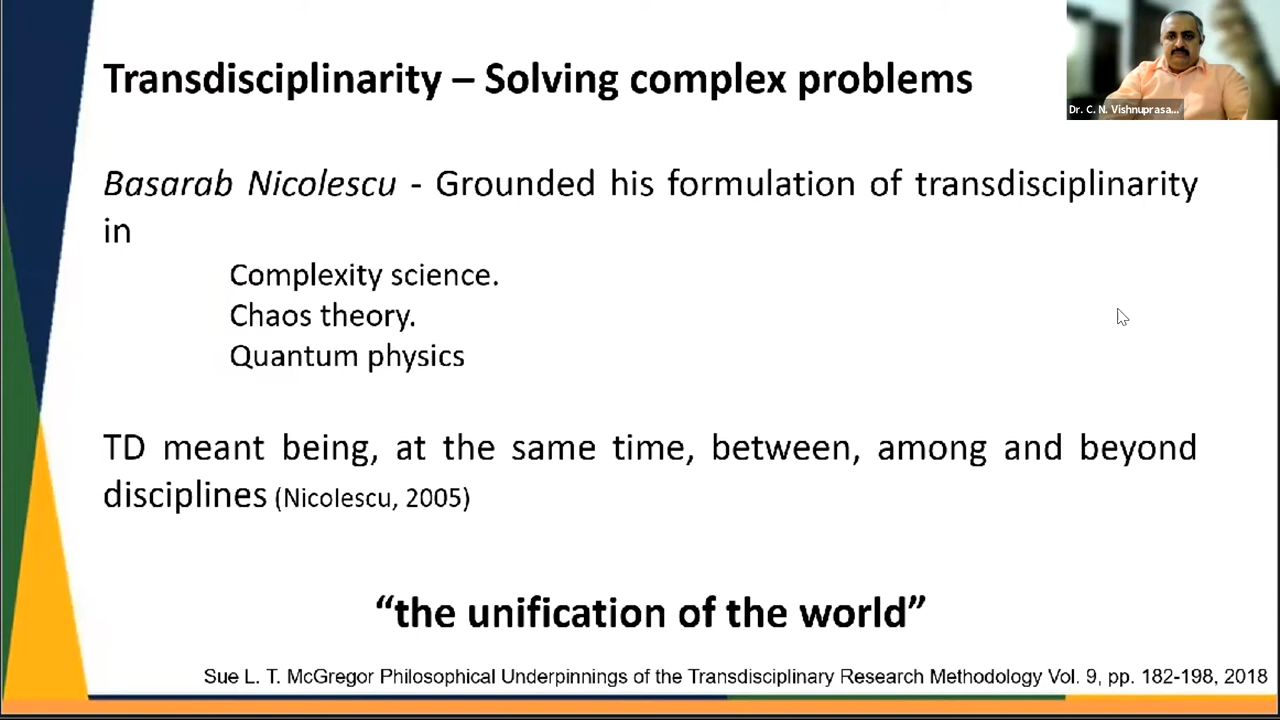 Transdisciplinarity – Solving complex problems
Dr. C. N. Vishnuprasa...
Basarab Nicolescu - Grounded his formulation of transdisciplinarity
in
Complexity science.
Chaos theory.
Quantum physics
TD meant being, at the same time, between, among and beyond
disciplines (Nicolescu, 2005)
“the unification of the world”
Sue L. T. McGregor Philosophical Underpinnings of the Transdisciplinary Research Methodology Vol. 9, pp. 182-198, 2018